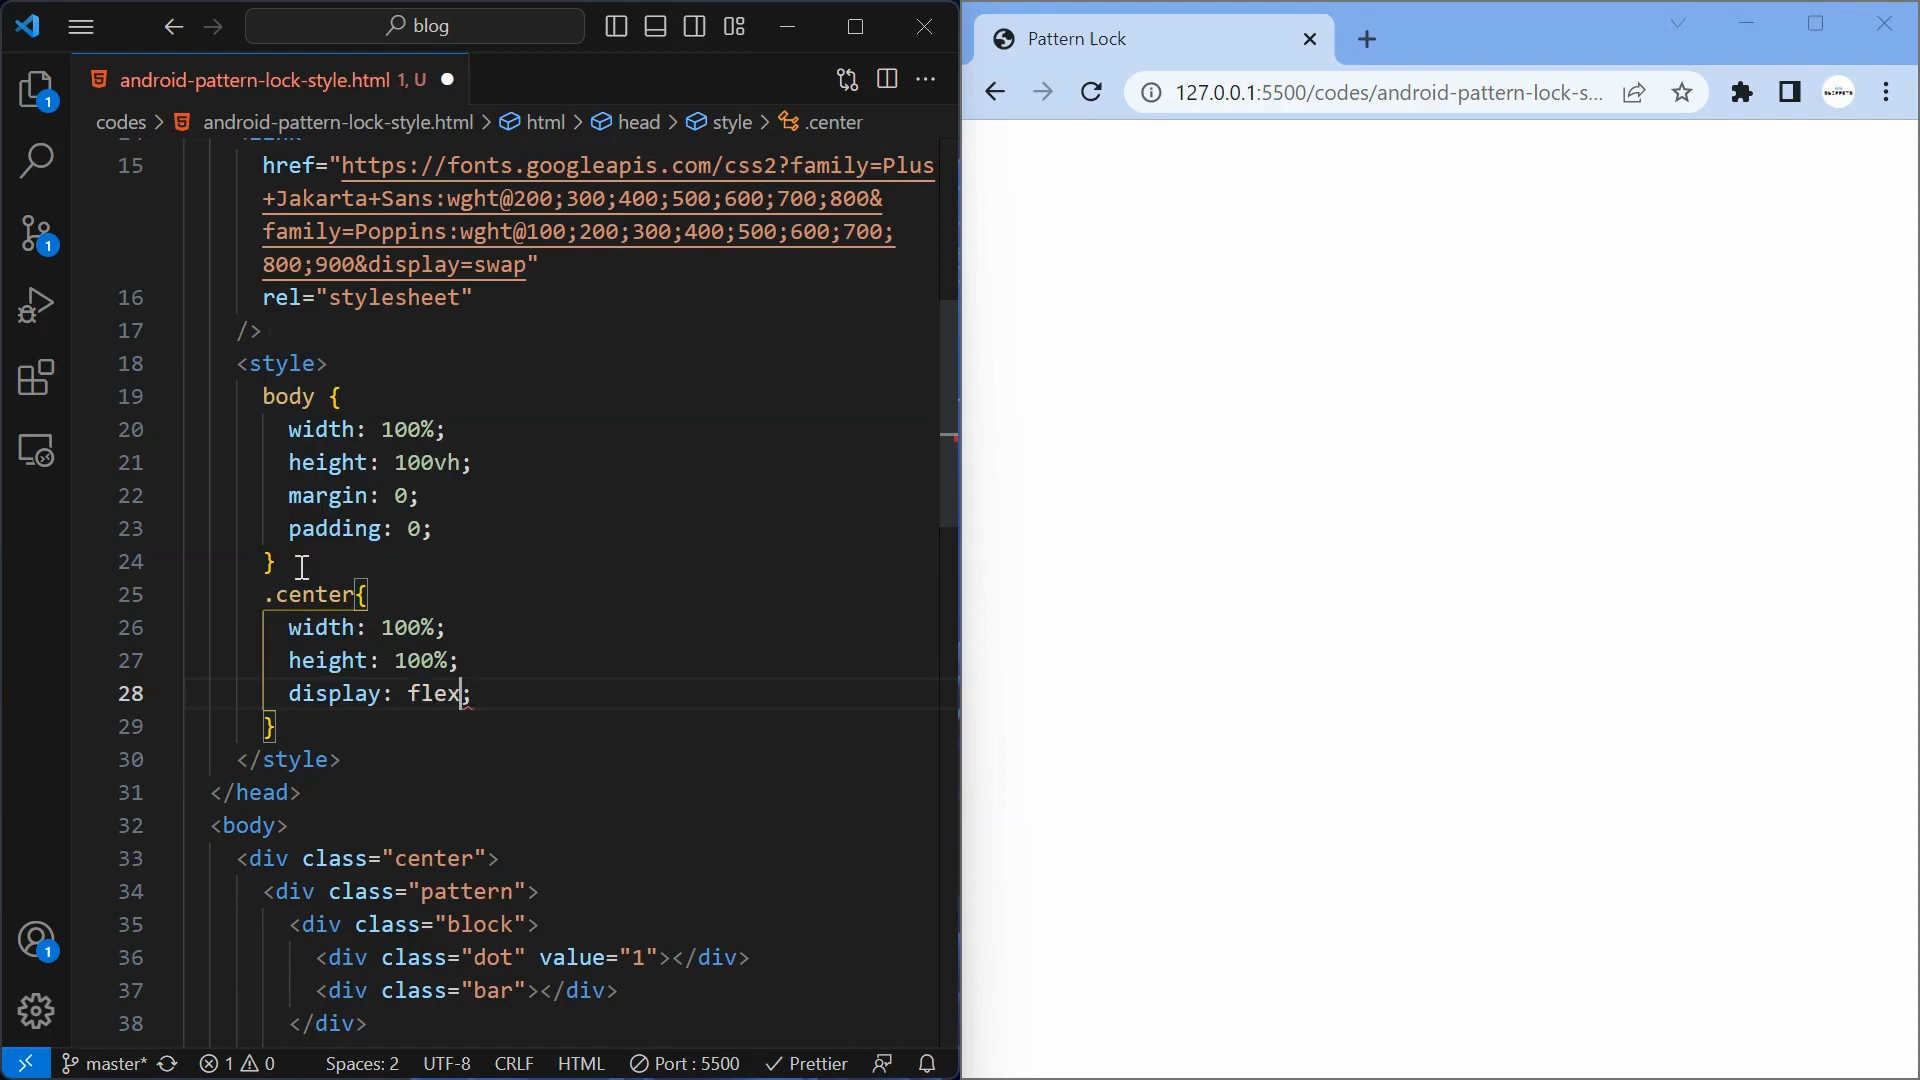 blog
android-pattern-lock-style.html 1, U
codes > android-pattern-lock-style.html > html > head > style > .center
15 href="https://fonts.googleapis.com/css2?family=Plus
+Jakarta+Sans:wght@200;300;400;500;600;700;800&
family=Poppins:wght@100;200;300;400;500;600;700;
800;900&display=swap"
16 rel="stylesheet"
17 />
18 <style>
19 body {
20 width: 100%;
21 height: 100vh;
22 margin: 0;
23 padding: 0;
24 }
25 .center{
26 width: 100%;
27 height: 100%;
28 display: flex;
29 }
30 </style>
31 </head>
32 <body>
33 <div class="center">
34 <div class="pattern">
35 <div class="block">
36 <div class="dot" value="1"></div>
37 <div class="bar"></div>
38 </div>
1
1
1
master* 1 0 Spaces: 2 UTF-8 CRLF HTML Port : 5500 Prettier
Pattern Lock
127.0.0.1:5500/codes/android-pattern-lock-s...